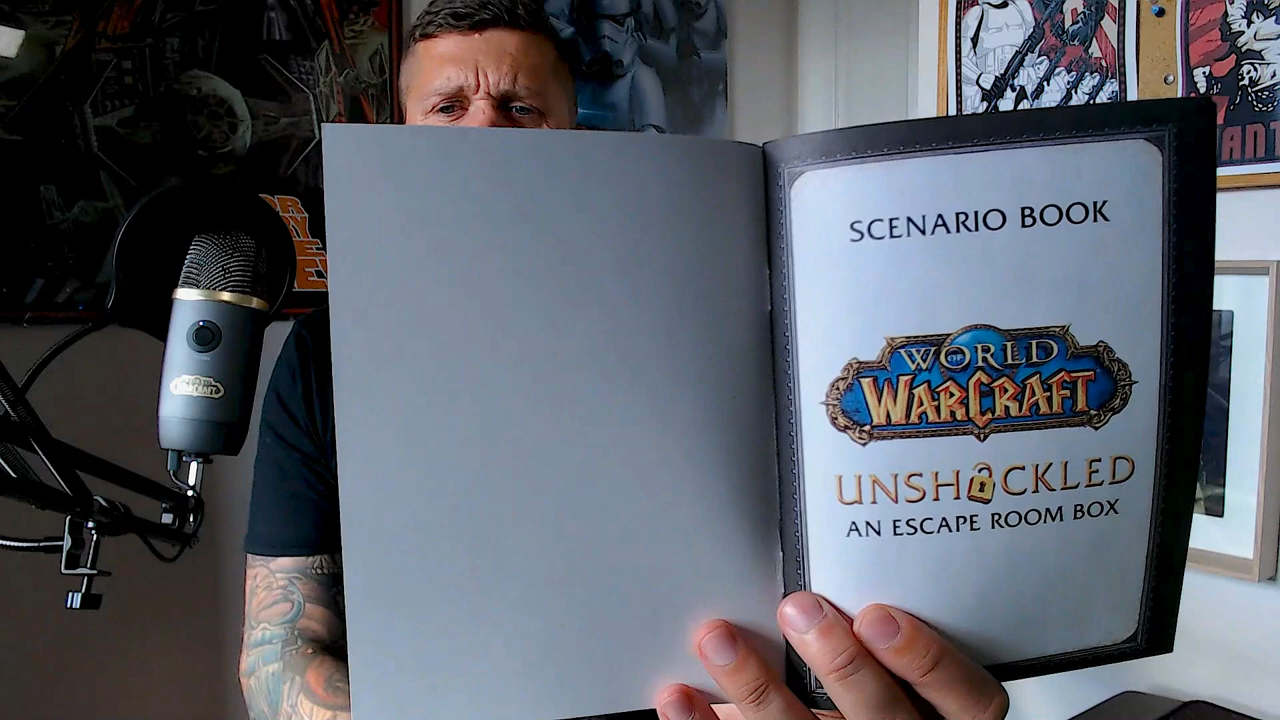 SCENARIO BOOK
WORLD
OF
WARCRAFT
UNSHACKLED
AN ESCAPE ROOM BOX